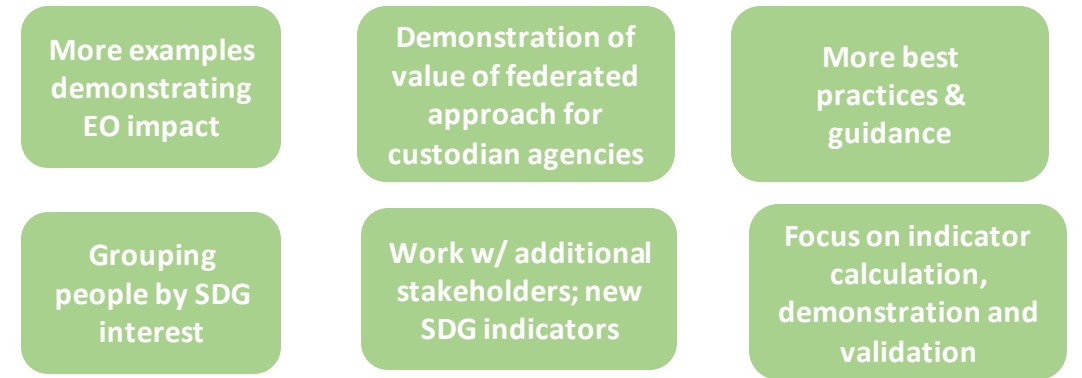 More examples
demonstrating
EO impact
Demonstration of
value of federated
approach for
custodian agencies
More best
practices &
guidance
Grouping
people by SDG
interest
Work w/ additional
stakeholders; new
SDG indicators
Focus on indicator
calculation,
demonstration and
validation